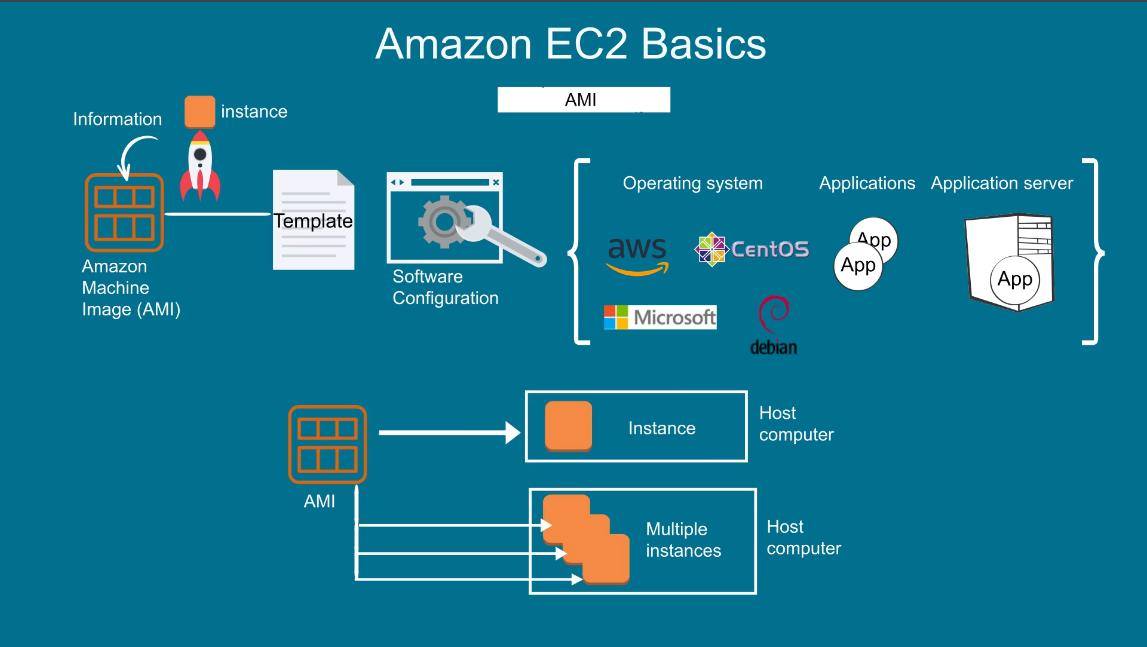 Amazon EC2 Basics
AMI
Information
instance
Amazon
Machine
Image (AMI)
Template
Software
Configuration
Operating system
Applications
Application server
aws
CentOS
Microsoft
debian
App
App
App
AMI
Instance
Host
computer
Multiple
instances
Host
computer